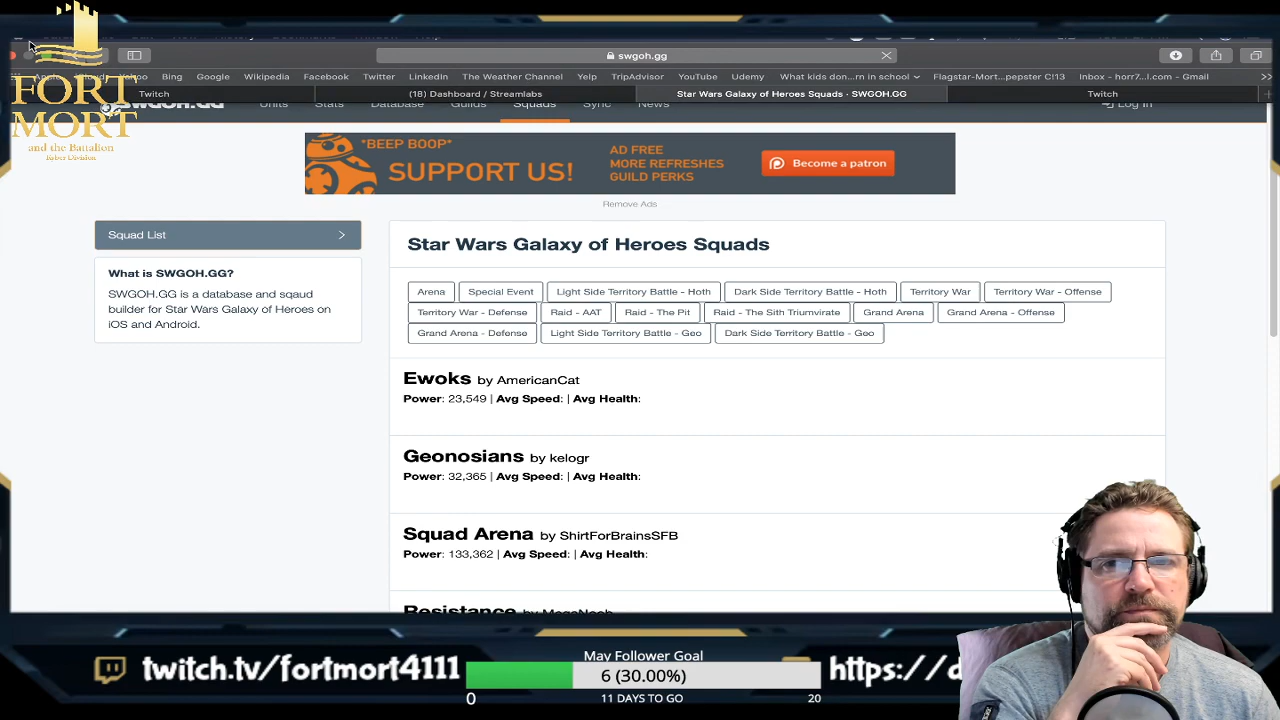 swgoh.gg
Yahoo Bing Google Wikipedia Facebook Twitter LinkedIn The Weather Channel Yelp TripAdvisor YouTube Udemy What kids don...rn in school Flagstar-Mort...pepster C!13 Inbox - horr7...l.com - Gmail
Twitch (18) Dashboard / Streamlabs Star Wars Galaxy of Heroes Squads · SWGOH.GG Twitch
SWGOH.GG Units Stats Database Guilds Squads Sync News Log In
FORT
MORT
and the Battalion
Kyber Division
*BEEP BOOP*
SUPPORT US!
AD FREE
MORE REFRESHES
GUILD PERKS
Become a patron
Remove Ads
Squad List
What is SWGOH.GG?
SWGOH.GG is a database and sqaud
builder for Star Wars Galaxy of Heroes on
iOS and Android.
Star Wars Galaxy of Heroes Squads
Arena Special Event Light Side Territory Battle - Hoth Dark Side Territory Battle - Hoth Territory War Territory War - Offense
Territory War - Defense Raid - AAT Raid - The Pit Raid - The Sith Triumvirate Grand Arena Grand Arena - Offense
Grand Arena - Defense Light Side Territory Battle - Geo Dark Side Territory Battle - Geo
Ewoks by AmericanCat
Power: 23,549 | Avg Speed: | Avg Health:
Geonosians by kelogr
Power: 32,365 | Avg Speed: | Avg Health:
Squad Arena by ShirtForBrainsSFB
Power: 133,362 | Avg Speed: | Avg Health:
Resistance by MegaNoob
twitch.tv/fortmort4111
May Follower Goal
6 (30.00%)
0 11 DAYS TO GO 20
https://d